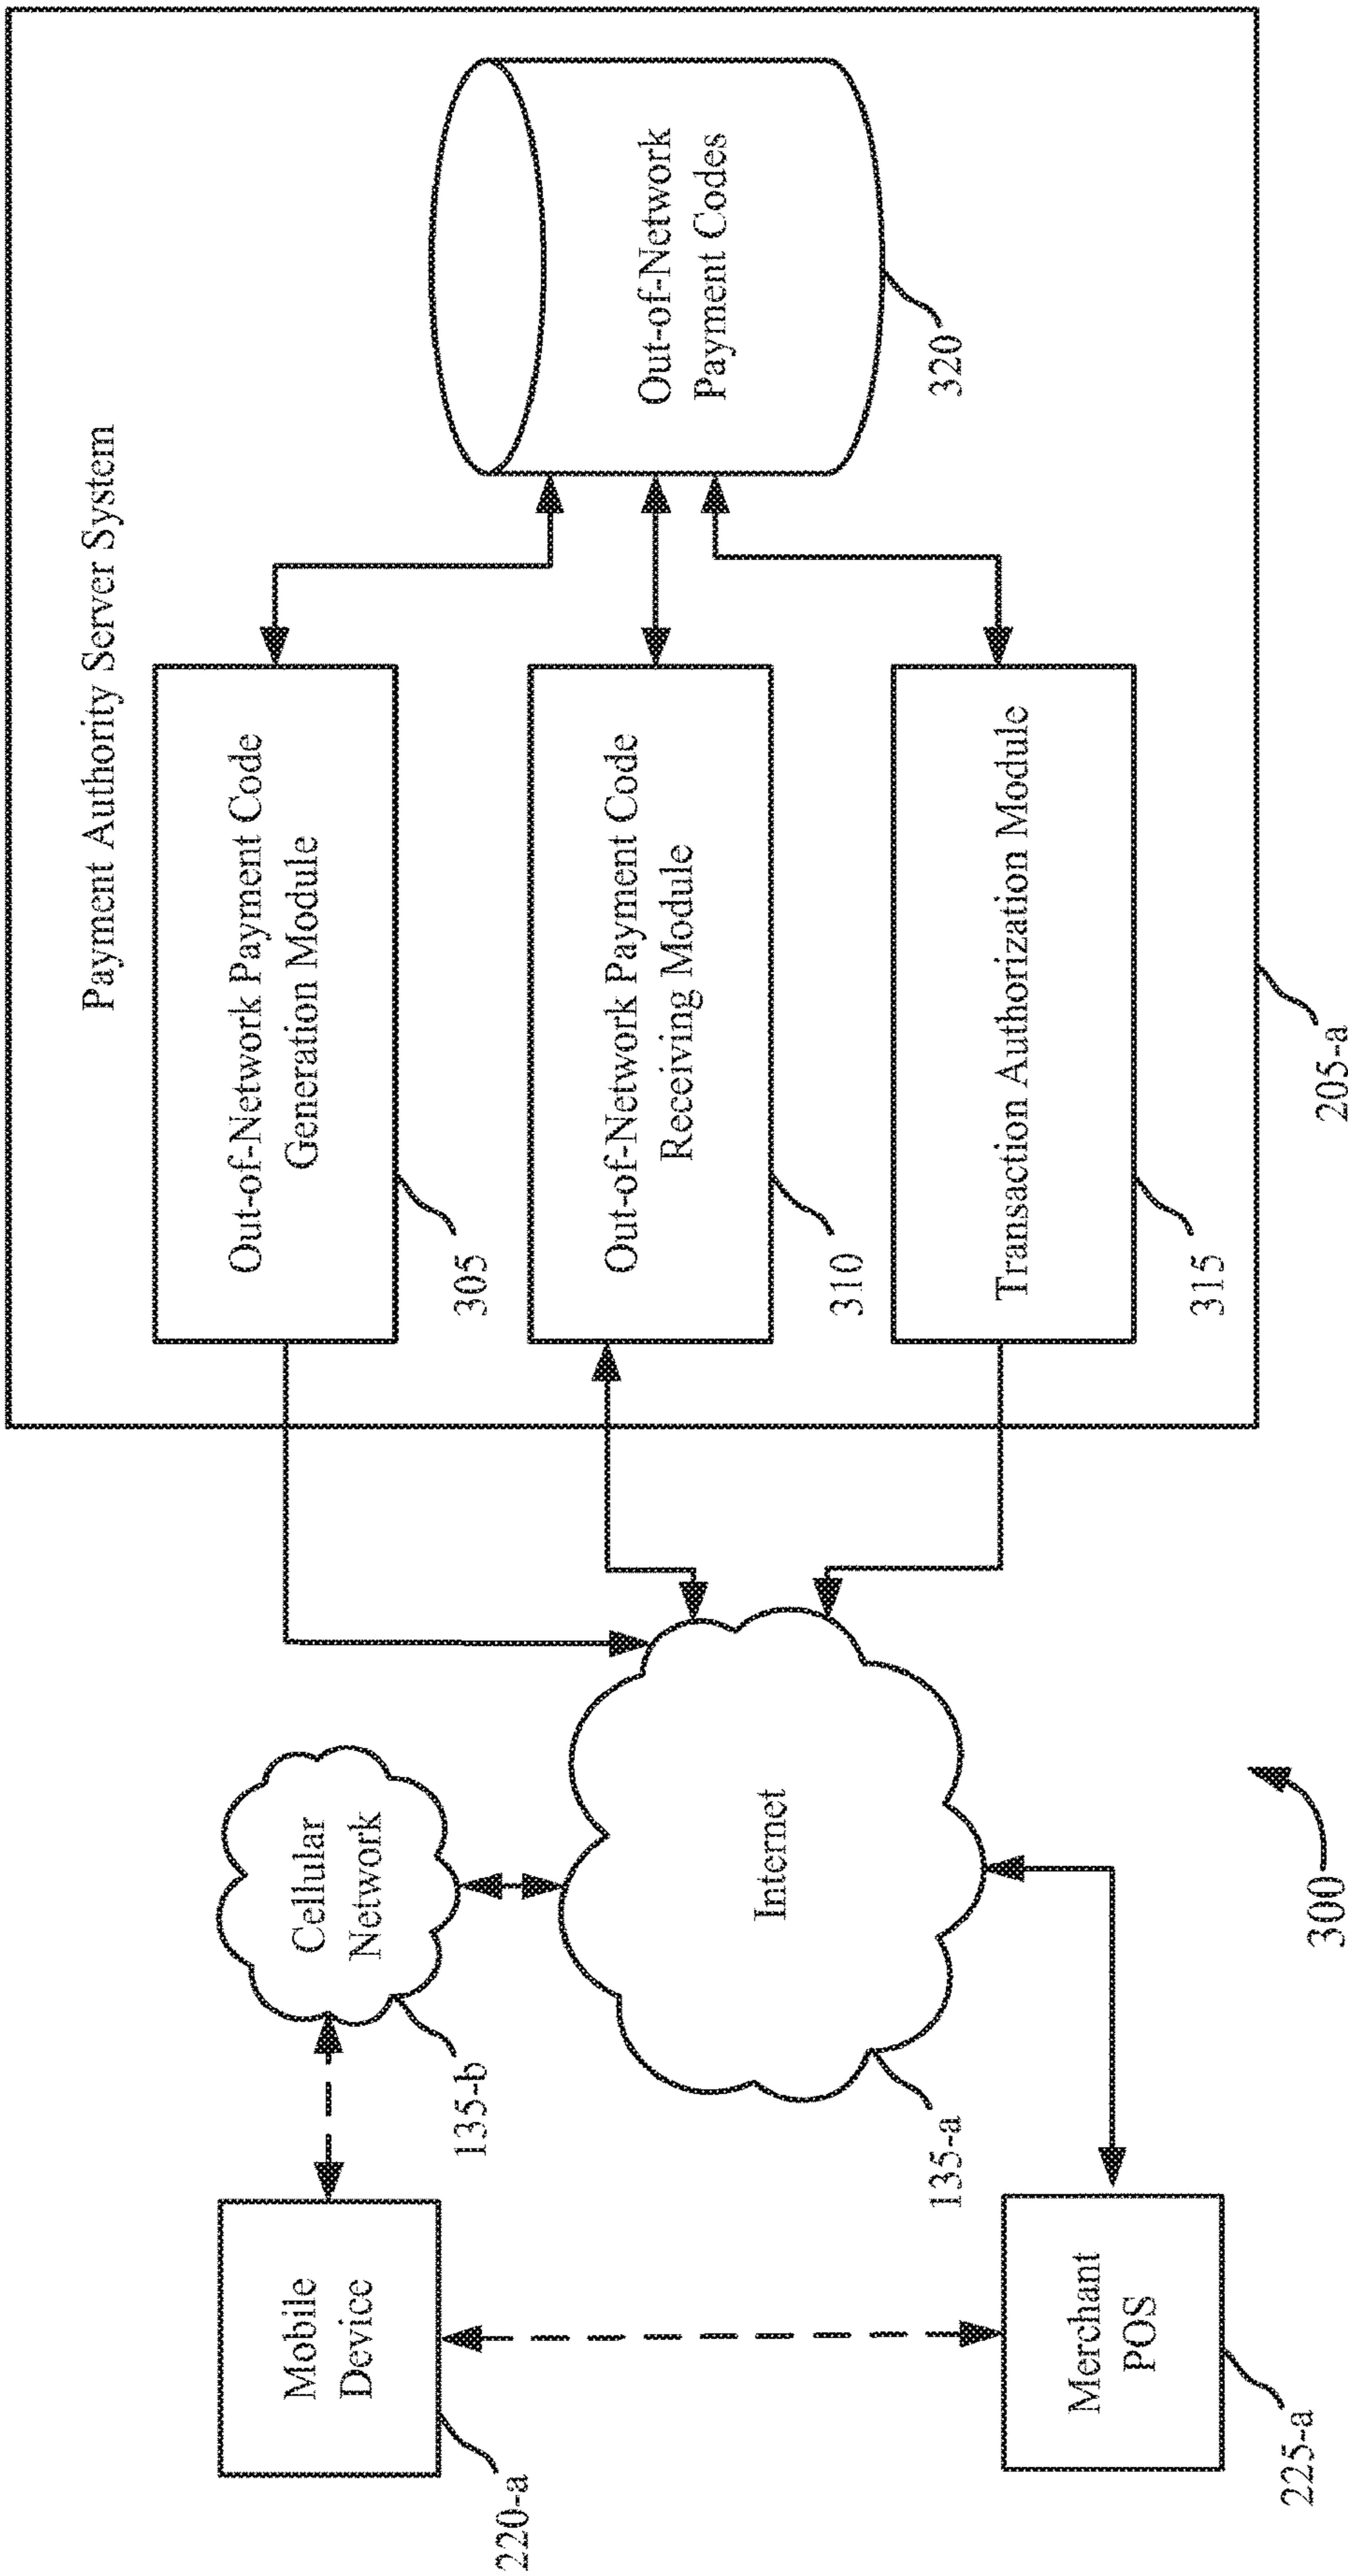 Payment Authority Server System
Mobile
Device
220-a
Cellular
Network
135-b
Out-of-Network Payment Code
Generation Module
305
Internet
135-a
Out-of-Network Payment Code
Receiving Module
310
Out-of-Network
Payment Codes
320
Merchant
POS
225-a
Transaction Authorization Module
315
205-a
300